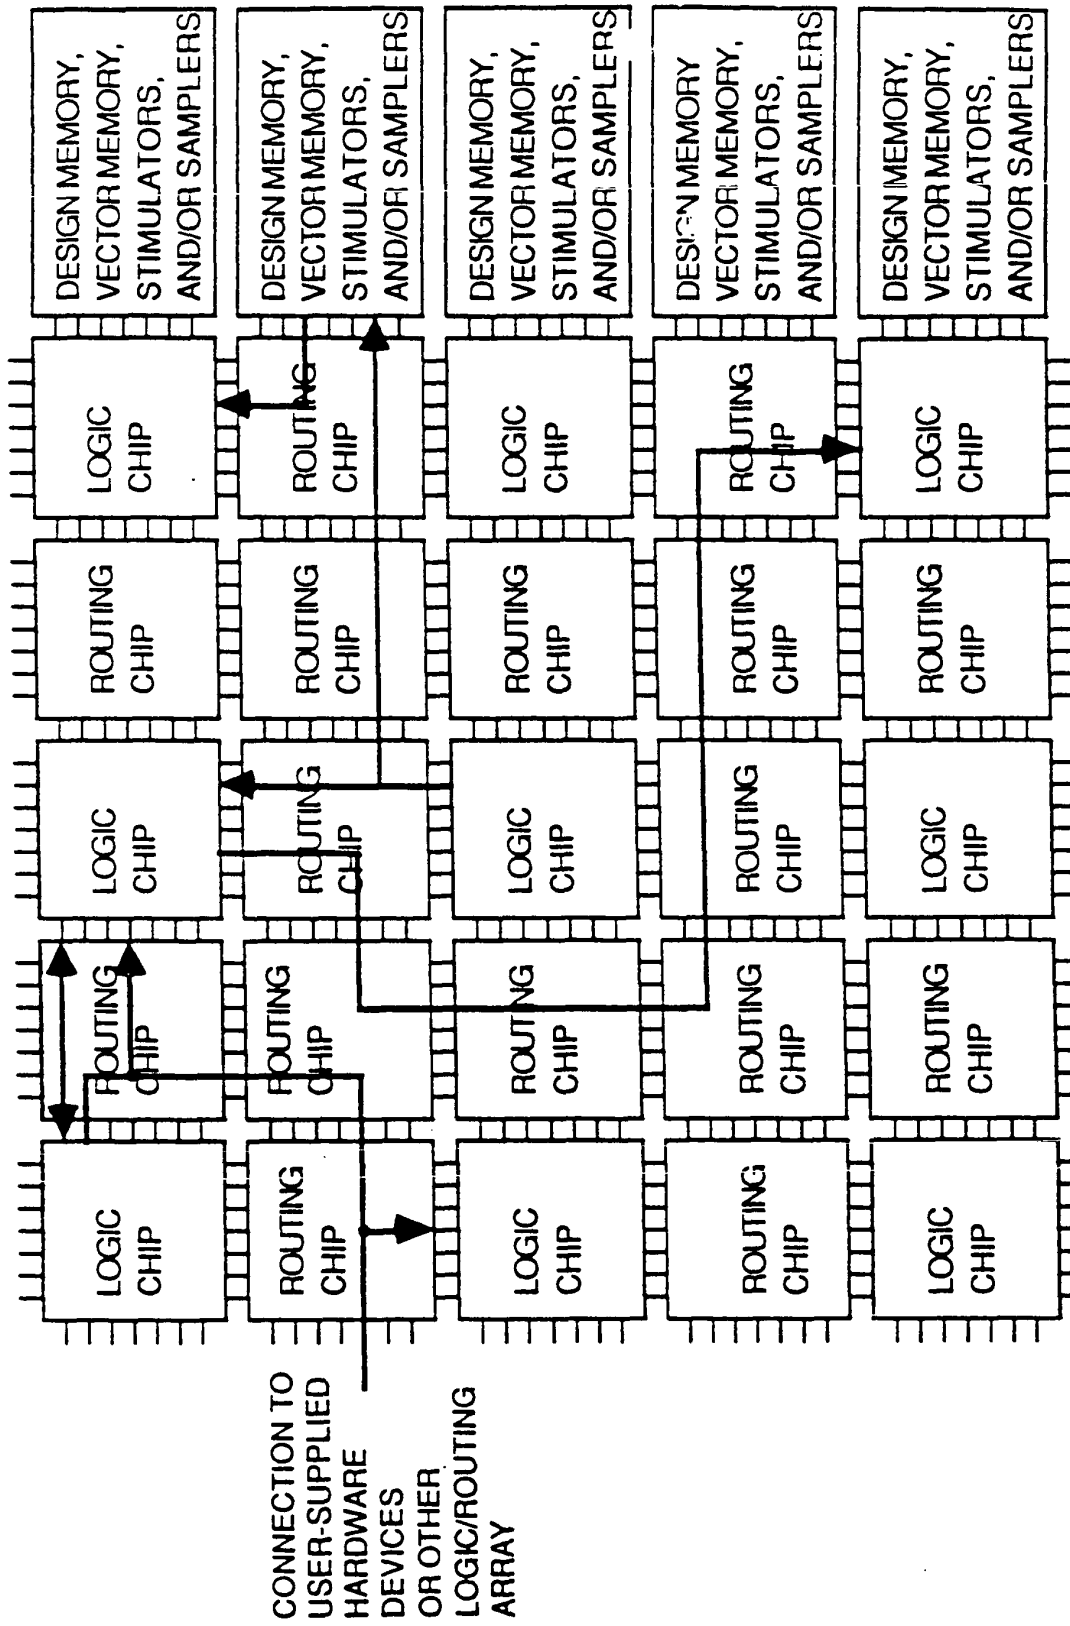 LOGIC
CHIP
ROUTING
CHIP
LOGIC
CHIP
ROUTING
CHIP
LOGIC
CHIP
DESIGN MEMORY,
VECTOR MEMORY,
STIMULATORS,
AND/OR SAMPLERS
CONNECTION TO
USER-SUPPLIED
HARDWARE
DEVICES
OR OTHER
LOGIC/ROUTING
ARRAY
ROUTING
CHIP
ROUTING
CHIP
ROUTING
CHIP
ROUTING
CHIP
ROUTING
CHIP
DESIGN MEMORY,
VECTOR MEMORY,
STIMULATORS,
AND/OR SAMPLERS
LOGIC
CHIP
ROUTING
CHIP
LOGIC
CHIP
ROUTING
CHIP
LOGIC
CHIP
DESIGN MEMORY,
VECTOR MEMORY,
STIMULATORS,
AND/OR SAMPLERS
ROUTING
CHIP
ROUTING
CHIP
ROUTING
CHIP
ROUTING
CHIP
ROUTING
CHIP
DESIGN MEMORY
VECTOR MEMORY,
STIMULATORS,
AND/OR SAMPLERS
LOGIC
CHIP
ROUTING
CHIP
LOGIC
CHIP
ROUTING
CHIP
LOGIC
CHIP
DESIGN MEMORY,
VECTOR MEMORY,
STIMULATORS,
AND/OR SAMPLERS